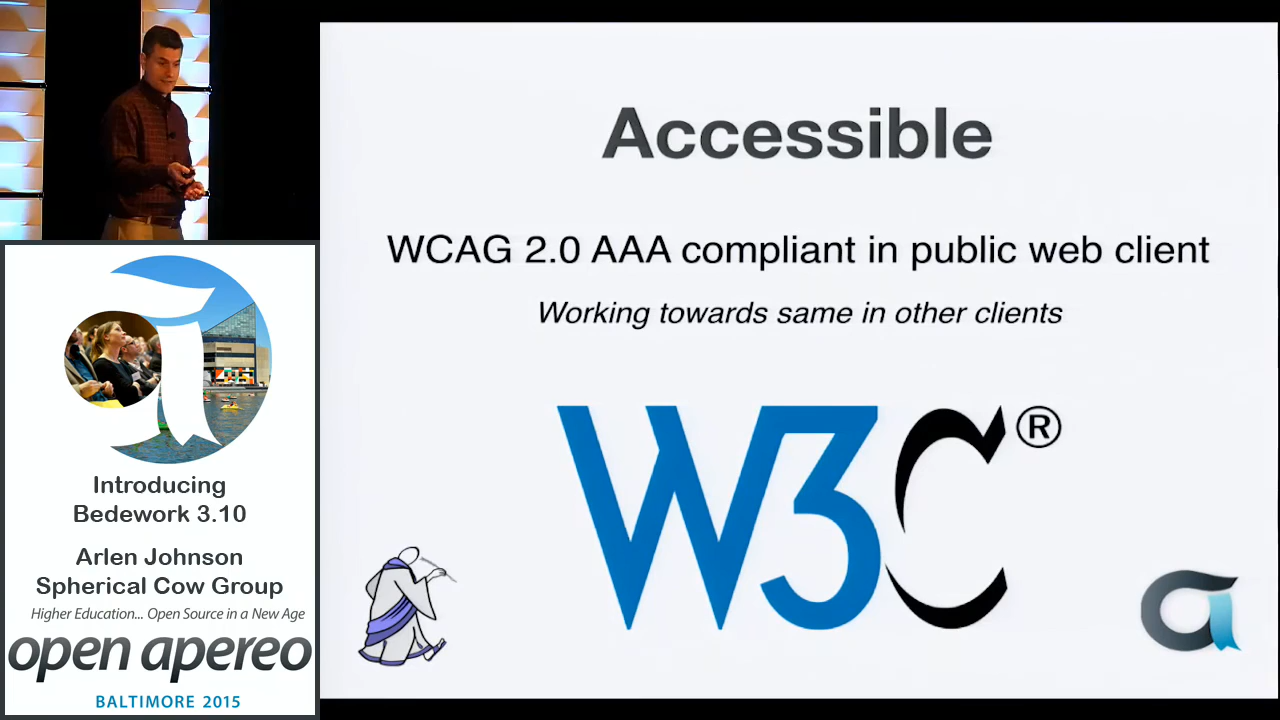 Accessible
WCAG 2.0 AAA compliant in public web client
Working towards same in other clients
W3C®
Introducing
Bedework 3.10
Arlen Johnson
Spherical Cow Group
Higher Education... Open Source in a New Age
open apereo
BALTIMORE 2015